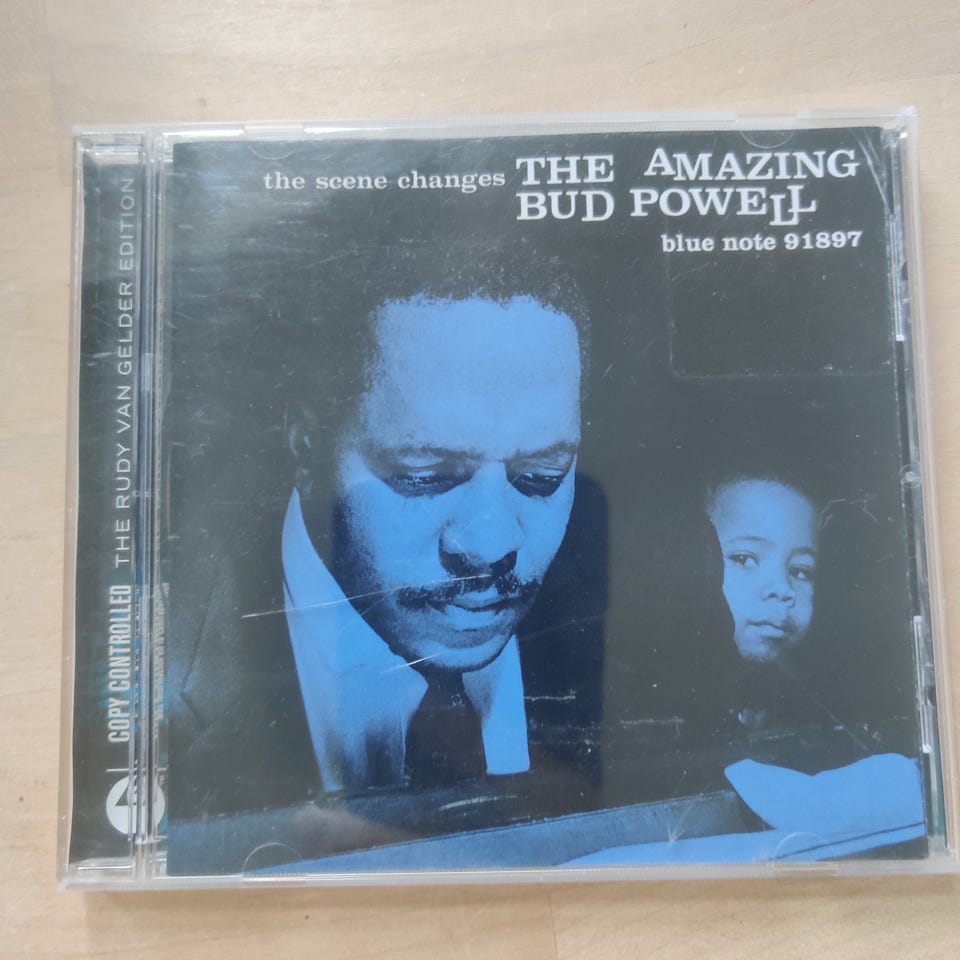 the scene changes THE AMAZING
BUD POWELL
blue note 91897
THE RUDY VAN GELDER EDITION
COPY CONTROLLED